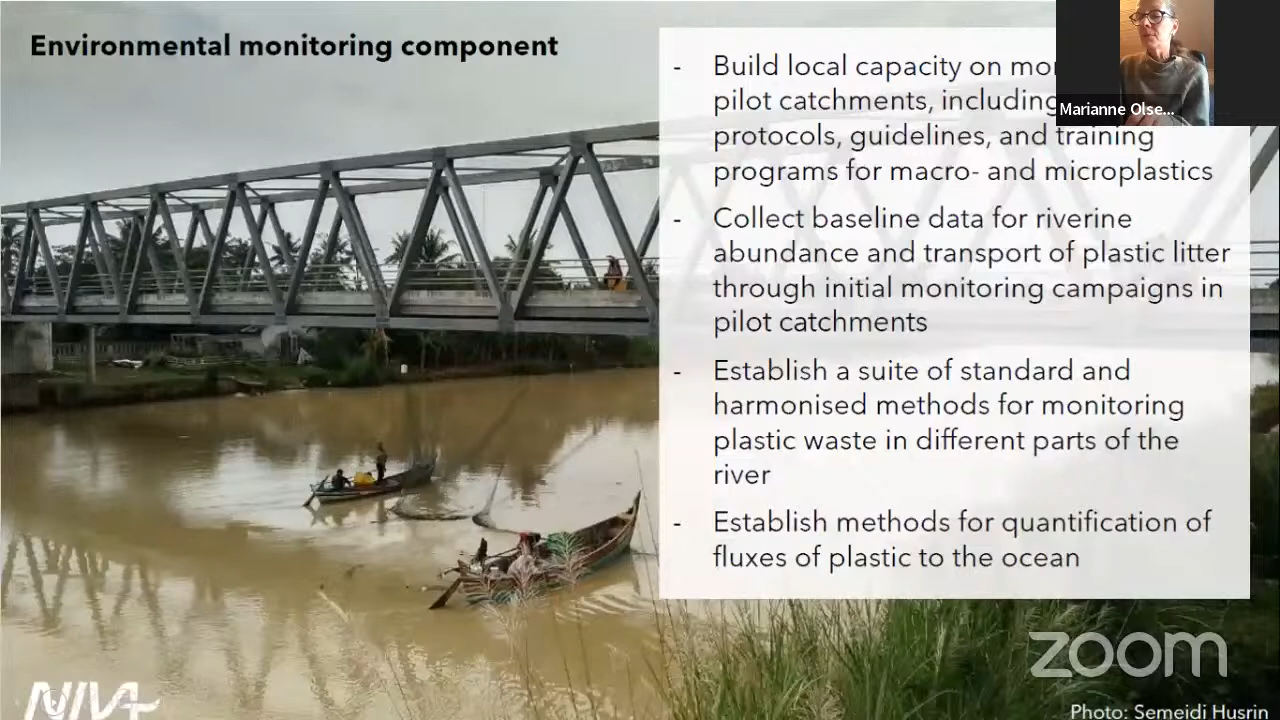 Environmental monitoring component
- Build local capacity on
pilot catchments, including
protocols, guidelines, and training
programs for macro- and microplastics
- Collect baseline data for riverine
abundance and transport of plastic litter
through initial monitoring campaigns in
pilot catchments
- Establish a suite of standard and
harmonised methods for monitoring
plastic waste in different parts of the
river
- Establish methods for quantification of
fluxes of plastic to the ocean
Marianne Olse...
zoom
NIVA
Photo: Semeidi Husrin